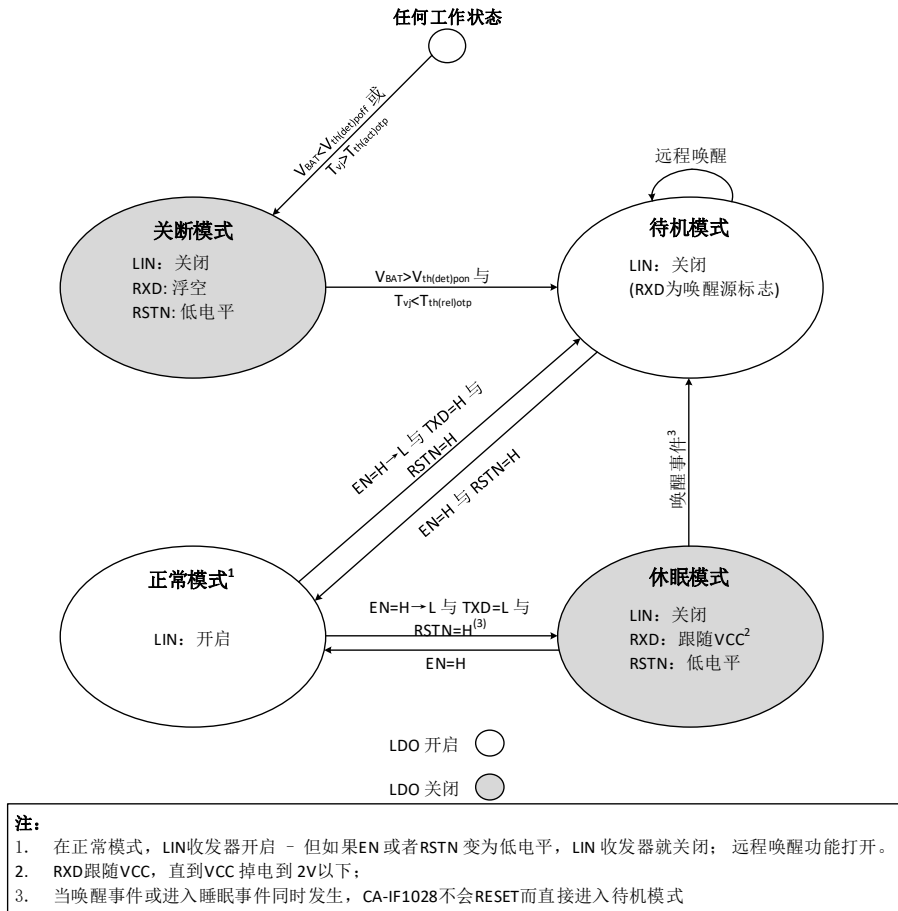 任何工作状态
V_BAT<V_th(det)poff 或
T_vj>T_th(act)otp
远程唤醒
关断模式
LIN：关闭
RXD: 浮空
RSTN: 低电平
V_BAT>V_th(det)pon 与
T_vj<T_th(rel)otp
待机模式
LIN：关闭
(RXD为唤醒源标志)
EN=H→L 与 TXD=H 与
RSTN=H
EN=H 与 RSTN=H
唤醒事件³
正常模式¹
LIN：开启
EN=H→L 与 TXD=L 与
RSTN=H⁽³⁾
EN=H
休眠模式
LIN：关闭
RXD：跟随VCC²
RSTN：低电平
LDO 开启
LDO 关闭
注：
1. 在正常模式，LIN收发器开启 – 但如果EN 或者RSTN 变为低电平，LIN 收发器就关闭； 远程唤醒功能打开。
2. RXD跟随VCC，直到VCC 掉电到 2V以下；
3. 当唤醒事件或进入睡眠事件同时发生，CA-IF1028不会RESET而直接进入待机模式